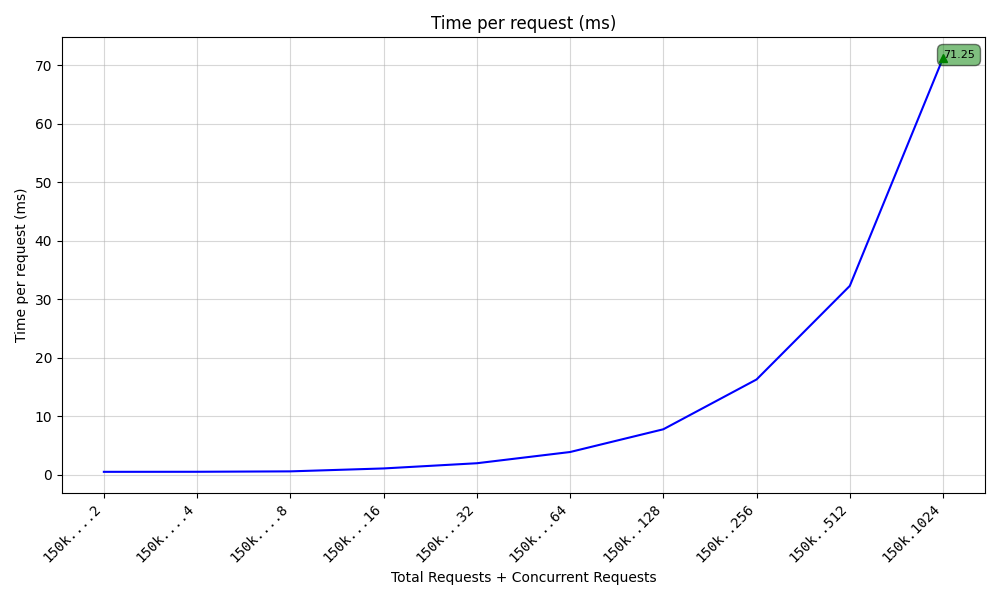 Time per request (ms)
71.25
70
60
50
40
30
20
10
0
Time per request (ms)
150k....2
150k....4
150k....8
150k...16
150k...32
150k...64
150k..128
150k..256
150k..512
150k.1024
Total Requests + Concurrent Requests